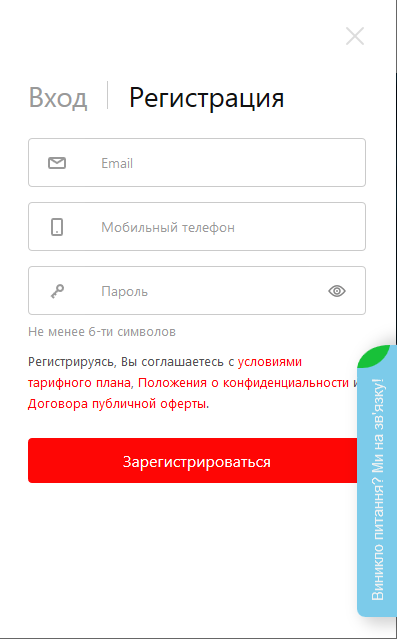 Вход
Регистрация
Email
Мобильный телефон
Пароль
Не менее 6-ти символов
Регистрируясь, Вы соглашаетесь с условиями
тарифного плана, Положения о конфиденциальности и
Договора публичной оферты.
Зарегистрироваться
Виникло питання? Ми на зв'язку!